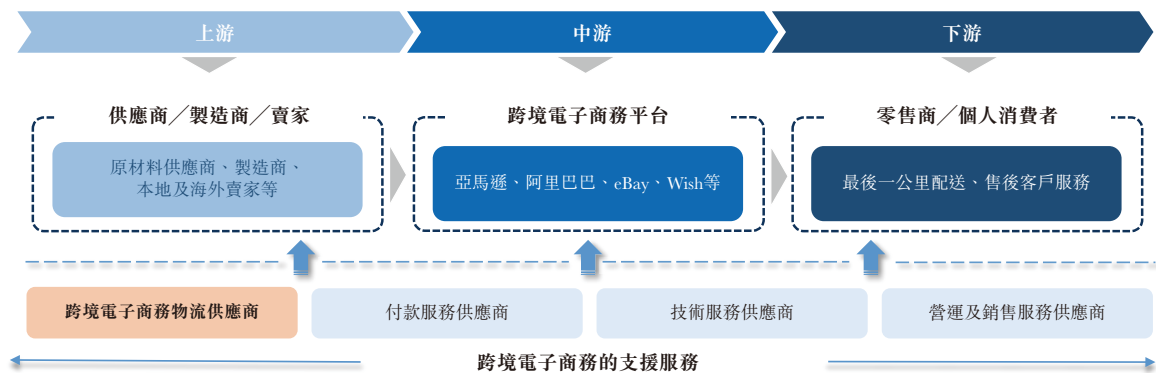 上游
中游
下游
供應商／製造商／賣家
跨境電子商務平台
零售商／個人消費者
原材料供應商、製造商、
本地及海外賣家等
亞馬遜、阿里巴巴、eBay、Wish等
最後一公里配送、售後客戶服務
跨境電子商務物流供應商
付款服務供應商
技術服務供應商
營運及銷售服務供應商
跨境電子商務的支援服務